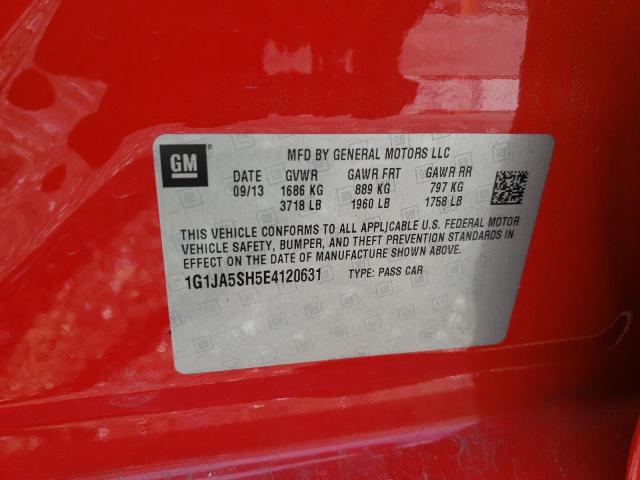 GM
MFD BY GENERAL MOTORS LLC
DATE GVWR GAWR FRT GAWR RR
09/13 1686 KG 889 KG 797 KG
3718 LB 1960 LB 1758 LB
THIS VEHICLE CONFORMS TO ALL APPLICABLE U.S. FEDERAL MOTOR
VEHICLE SAFETY, BUMPER, AND THEFT PREVENTION STANDARDS IN
EFFECT ON THE DATE OF MANUFACTURE SHOWN ABOVE.
1G1JA5SH5E4120631 TYPE: PASS CAR